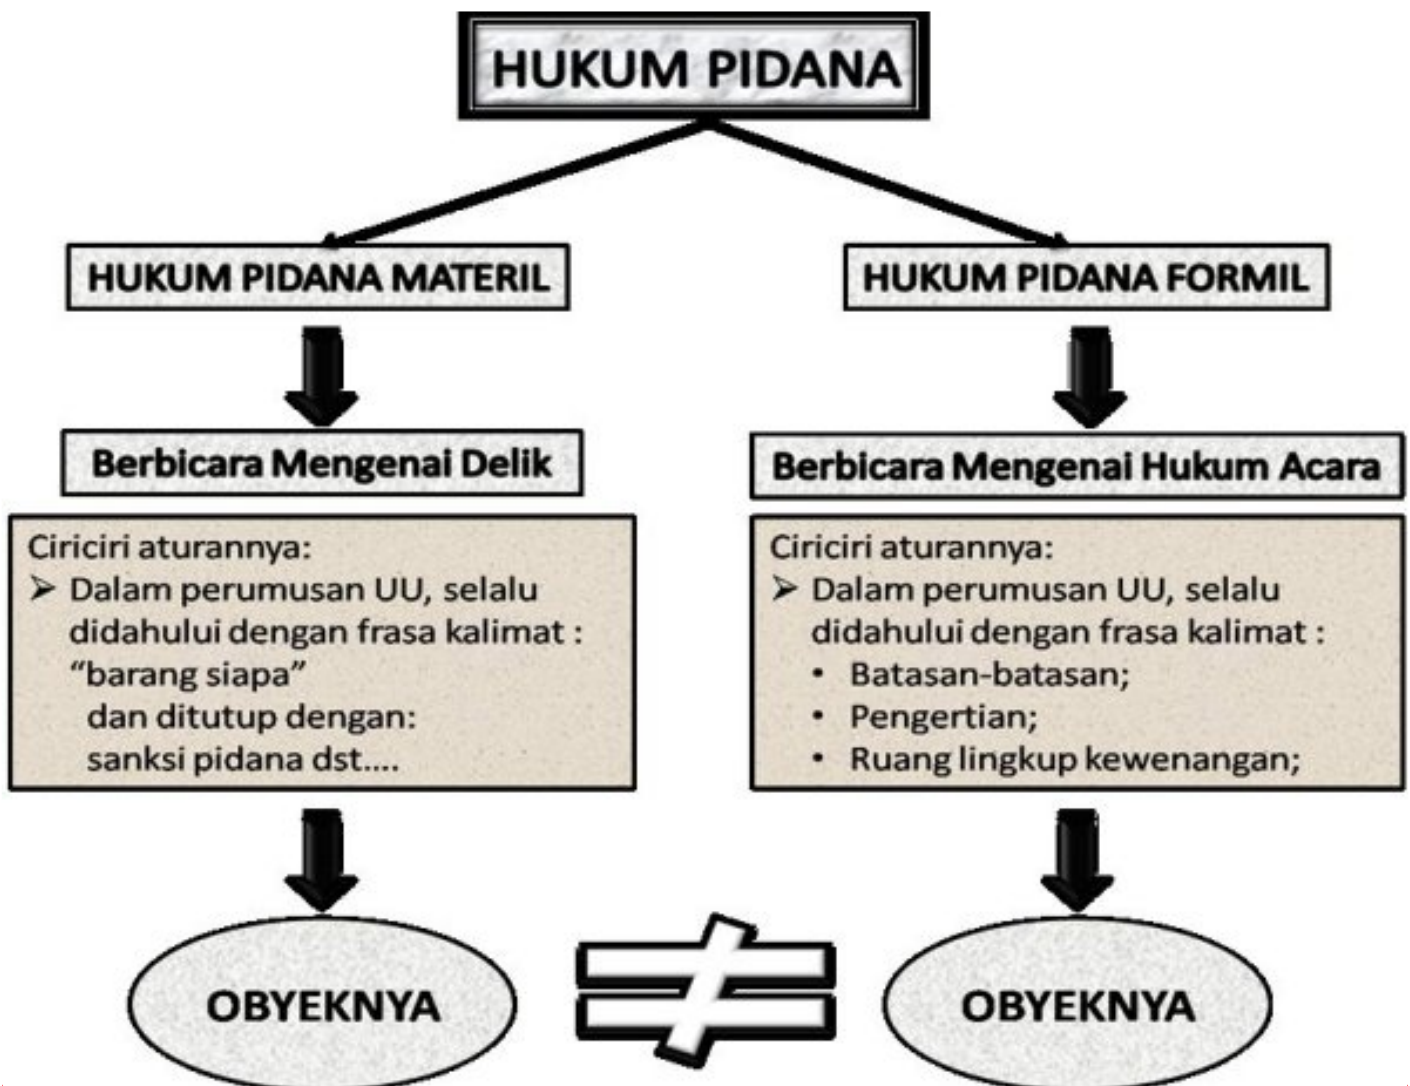 HUKUM PIDANA
HUKUM PIDANA MATERIL
Berbicara Mengenai Delik
Ciriciri aturannya:
➢ Dalam perumusan UU, selalu
didahului dengan frasa kalimat :
“barang siapa”
dan ditutup dengan:
sanksi pidana dst....
OBYEKNYA
≠
HUKUM PIDANA FORMIL
Berbicara Mengenai Hukum Acara
Ciriciri aturannya:
➢ Dalam perumusan UU, selalu
didahului dengan frasa kalimat :
• Batasan-batasan;
• Pengertian;
• Ruang lingkup kewenangan;
OBYEKNYA